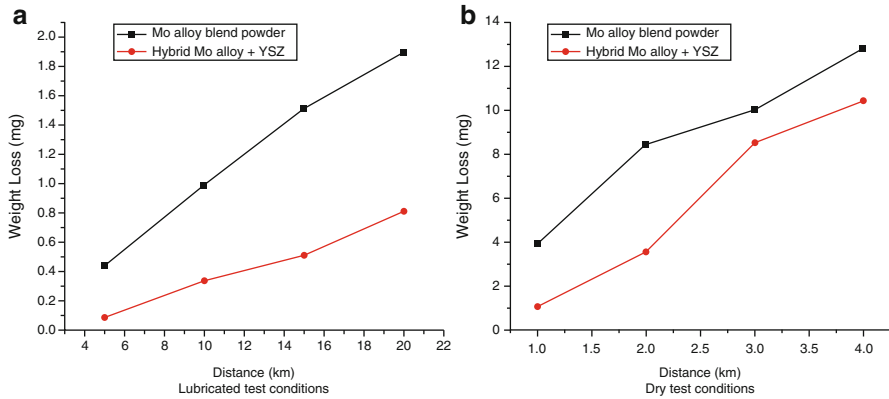 a
Mo alloy blend powder
Hybrid Mo alloy + YSZ
Weight Loss (mg)
2.0
1.8
1.6
1.4
1.2
1.0
0.8
0.6
0.4
0.2
0.0
4 6 8 10 12 14 16 18 20 22
Distance (km)
Lubricated test conditions
b
Mo alloy blend powder
Hybrid Mo alloy + YSZ
Weight Loss (mg)
14
12
10
8
6
4
2
0
1.0 1.5 2.0 2.5 3.0 3.5 4.0
Distance (km)
Dry test conditions